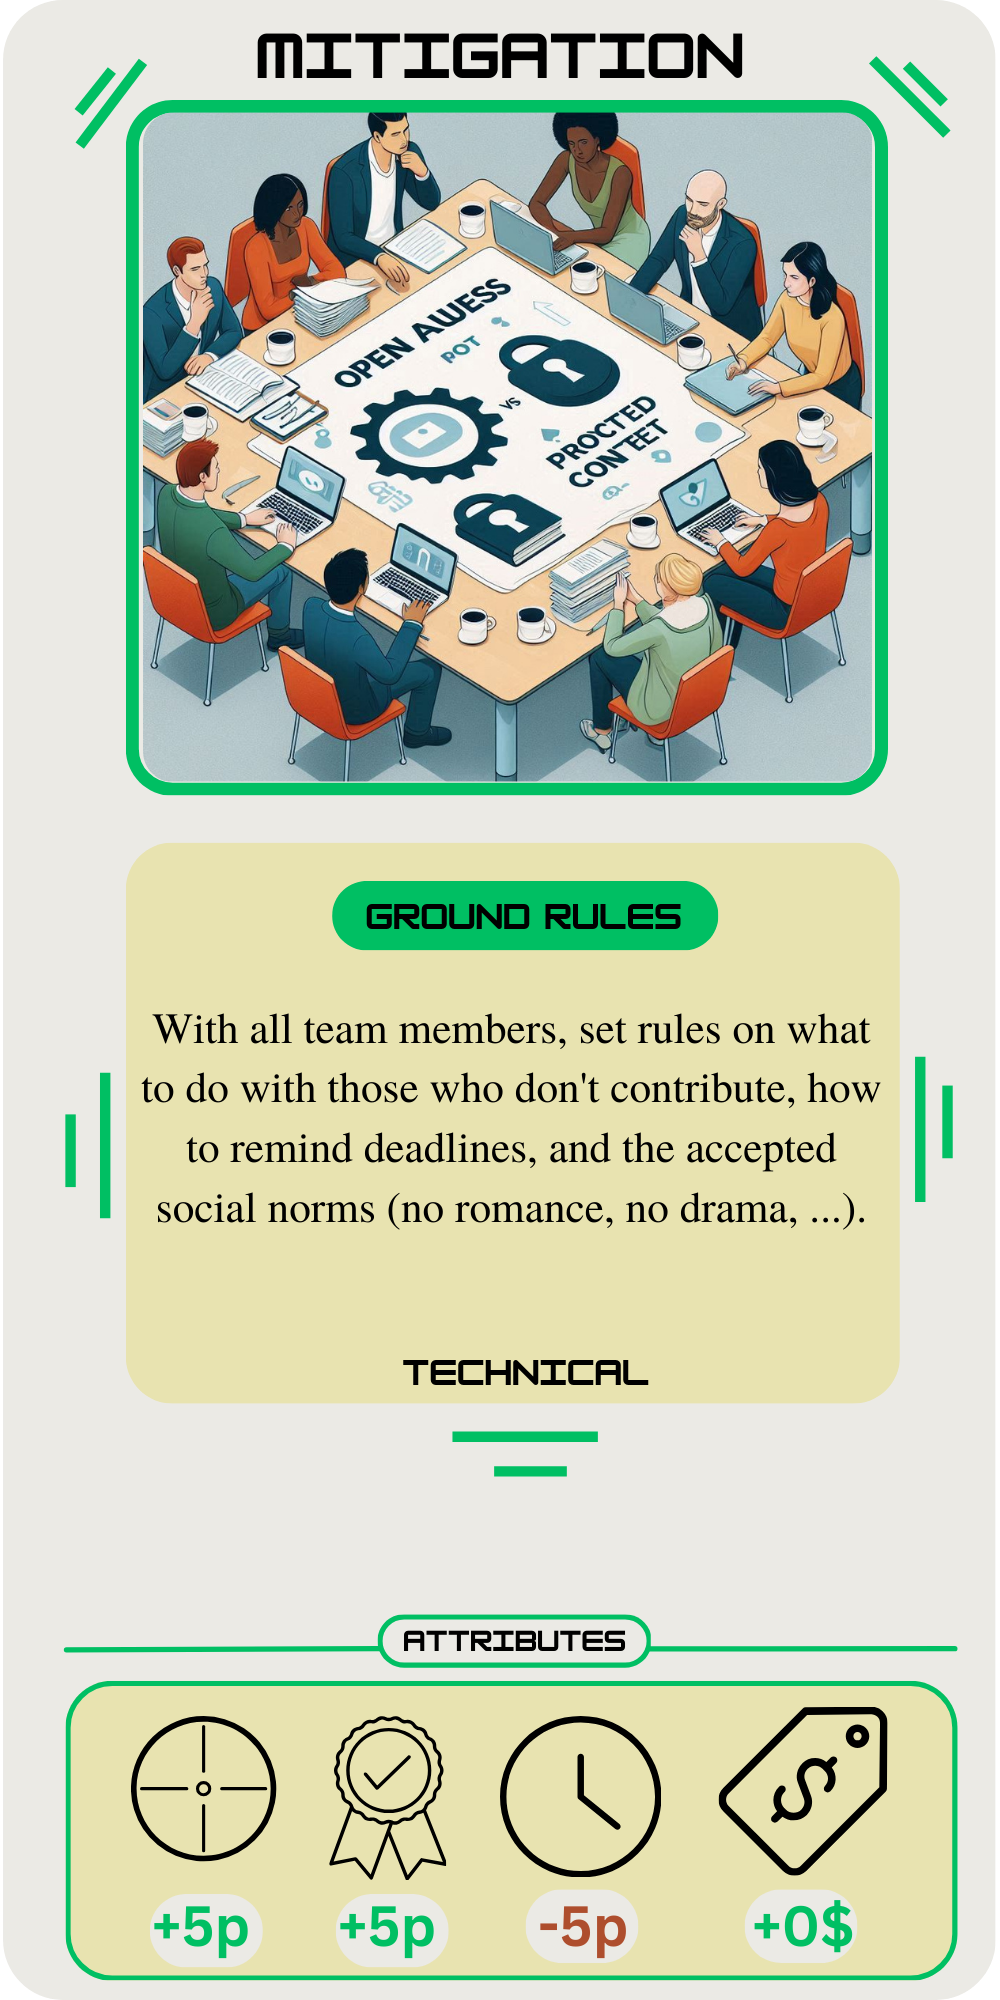 MITIGATION
OPEN AWESS
POT
VS
PROCTED
CONTEET
GROUND RULES
With all team members, set rules on what
to do with those who don't contribute, how
to remind deadlines, and the accepted
social norms (no romance, no drama, ...).
TECHNICAL
ATTRIBUTES
+5p +5p -5p +0$